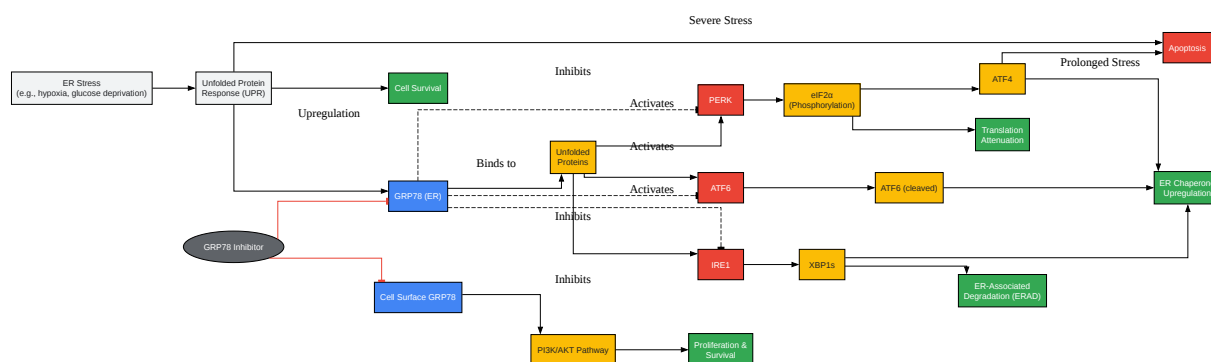 Severe Stress
Apoptosis
Prolonged Stress
Inhibits
ER Stress
(e.g., hypoxia, glucose deprivation)
Unfolded Protein
Response (UPR)
Cell Survival
ATF4
PERK
eIF2α
(Phosphorylation)
Activates
Upregulation
Translation
Attenuation
Activates
Unfolded
Proteins
Binds to
GRP78 (ER)
Activates
ATF6
ATF6 (cleaved)
ER Chaperone
Upregulation
Inhibits
GRP78 Inhibitor
IRE1
XBP1s
Inhibits
ER-Associated
Degradation (ERAD)
Cell Surface GRP78
PI3K/AKT Pathway
Proliferation &
Survival